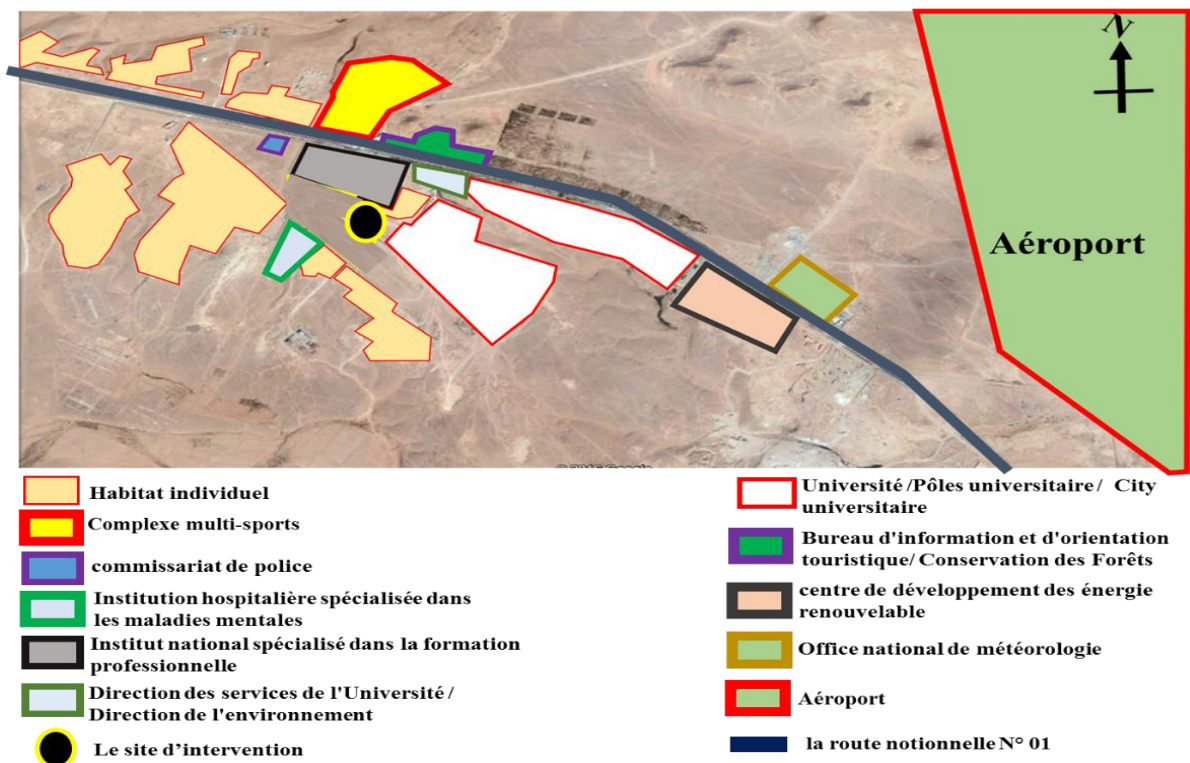 N
Aéroport
Habitat individuel
Complexe multi-sports
commissariat de police
Institution hospitalière spécialisée dans
les maladies mentales
Institut national spécialisé dans la formation
professionnelle
Direction des services de l'Université /
Direction de l'environnement
Le site d'intervention
Université /Pôles universitaire / City
universitaire
Bureau d'information et d'orientation
touristique/ Conservation des Forêts
centre de développement des énergie
renouvelable
Office national de météorologie
Aéroport
la route notionnelle N° 01